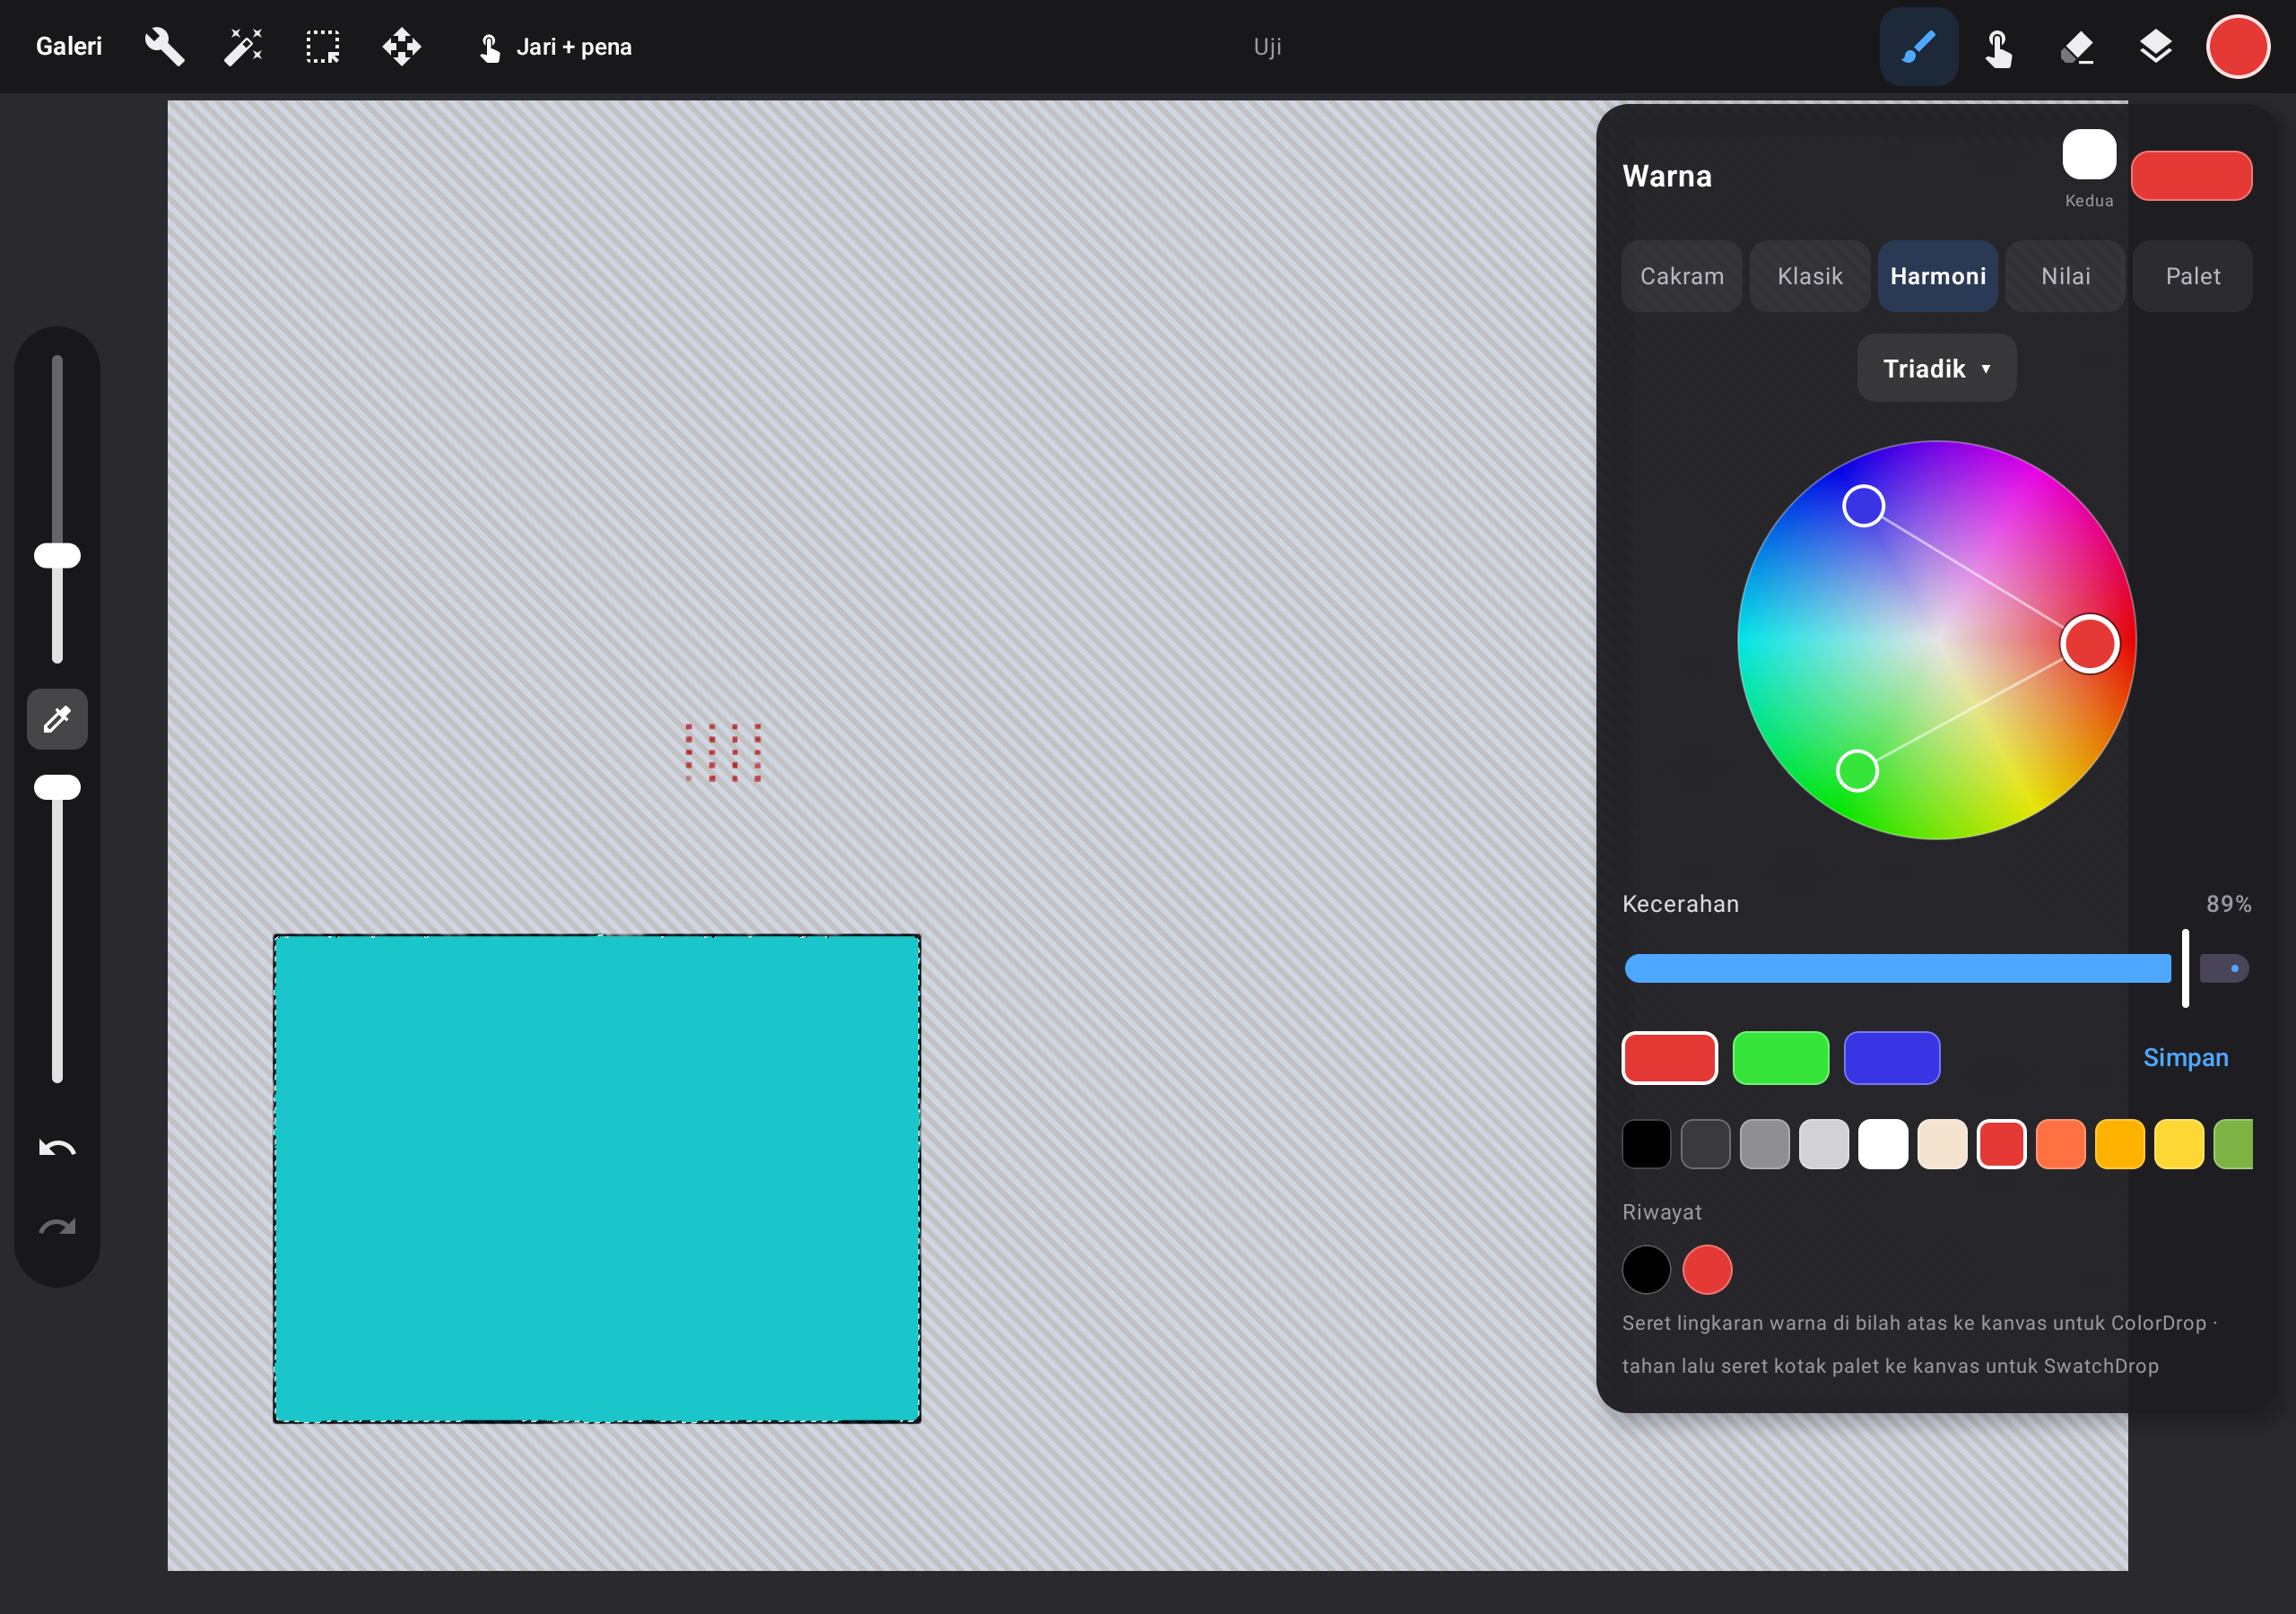 Galeri
Jari + pena
Uji
Warna
Kedua
Cakram
Klasik
Harmoni
Nilai
Palet
Triadik
Kecerahan
89%
Simpan
Riwayat
Seret lingkaran warna di bilah atas ke kanvas untuk ColorDrop ·
tahan lalu seret kotak palet ke kanvas untuk SwatchDrop